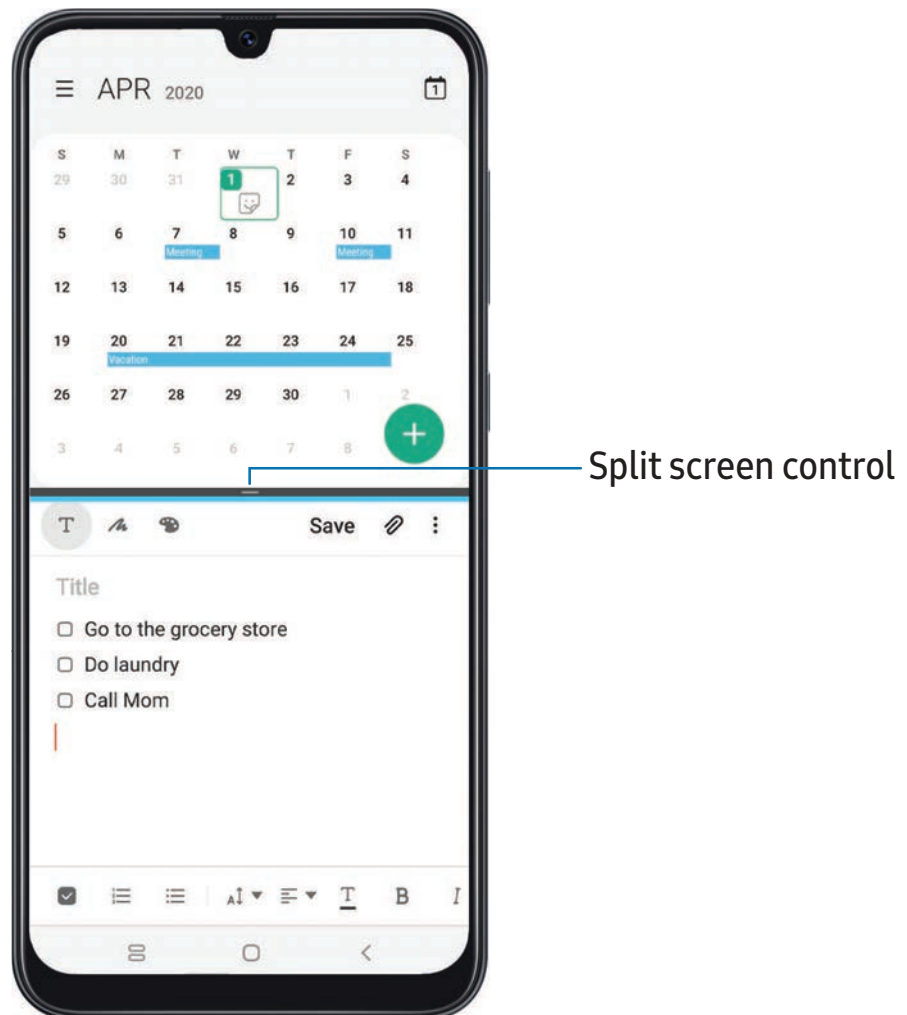 APR 2020
1
S M T W T F S
29 30 31 1 2 3 4
5 6 7 8 9 10 11
Meeting Meeting
12 13 14 15 16 17 18
19 20 21 22 23 24 25
Vacation
26 27 28 29 30 1 2
3 4 5 6 7 8
+
Split screen control
T Save
Title
Go to the grocery store
Do laundry
Call Mom
A T B I